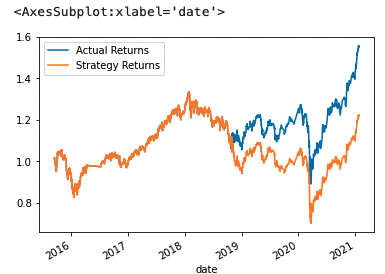 <AxesSubplot:xlabel='date'>
Actual Returns
Strategy Returns
1.6
1.4
1.2
1.0
0.8
2016
2017
2018
2019
2020
2021
date